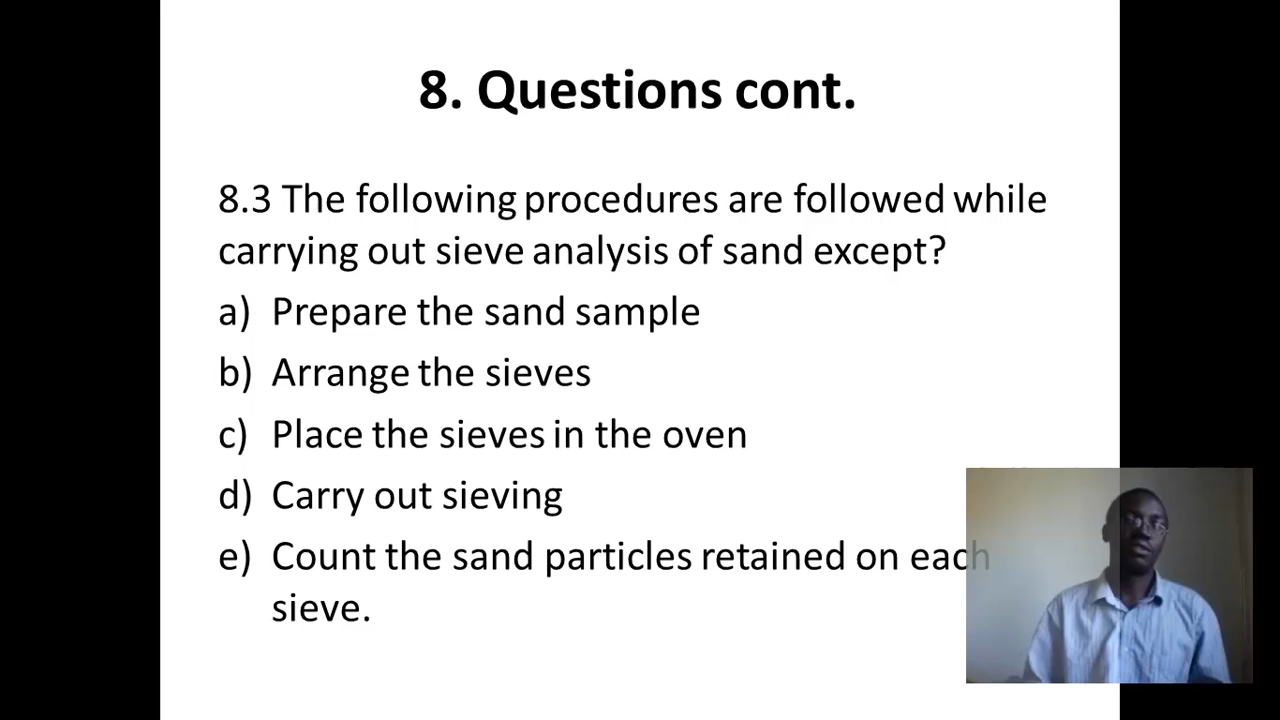 8. Questions cont.
8.3 The following procedures are followed while
carrying out sieve analysis of sand except?
a) Prepare the sand sample
b) Arrange the sieves
c) Place the sieves in the oven
d) Carry out sieving
e) Count the sand particles retained on each
sieve.